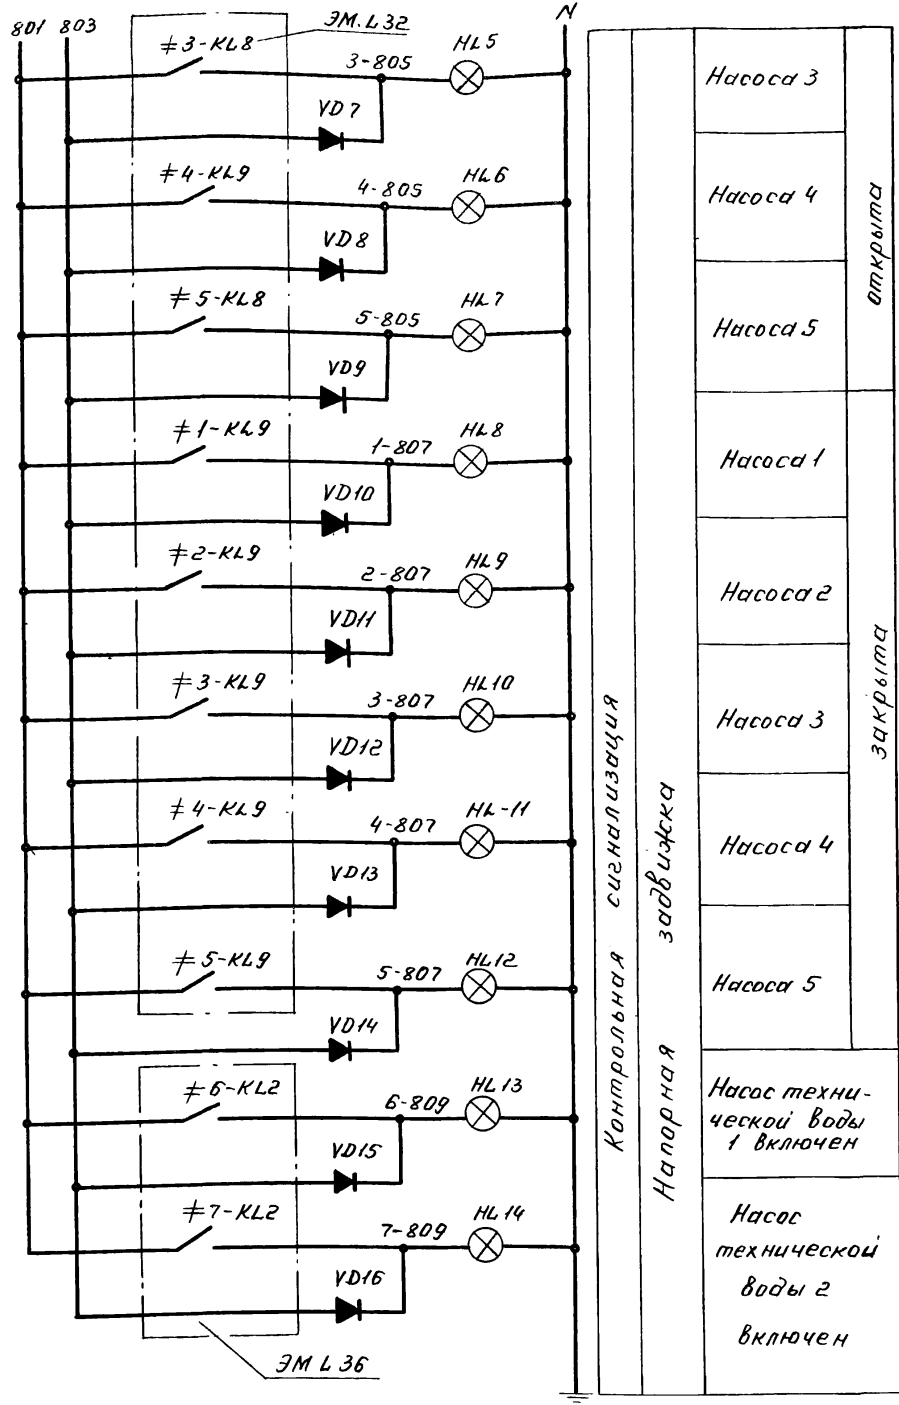 801 803
ЭМ.L32
N
≠3-KL8
3-805
HL5
Насоса 3
VD7
≠4-KL9
4-805
HL6
Насоса 4
VD8
открыта
≠5-KL8
5-805
HL7
Насоса 5
VD9
≠1-KL9
1-807
HL8
Насоса 1
VD10
≠2-KL9
2-807
HL9
Насоса 2
VD11
закрыта
≠3-KL9
3-807
HL10
Насоса 3
VD12
≠4-KL9
4-807
HL-11
Насоса 4
VD13
≠5-KL9
5-807
HL12
Насоса 5
VD14
Контрольная сигнализация
Напорная задвижка
≠6-KL2
6-809
HL13
Насос техни-
ческой воды
1 включен
VD15
≠7-KL2
7-809
HL14
Насос
технической
воды 2
включен
VD16
ЭМ L36